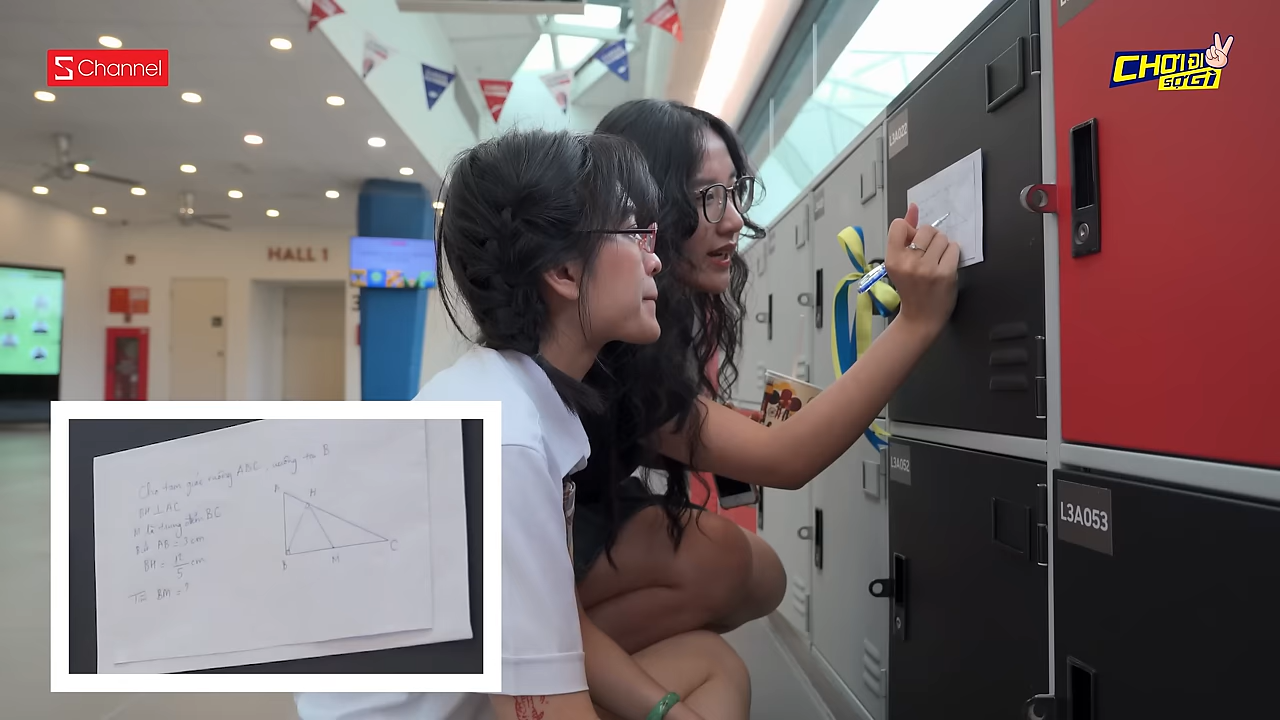 S Channel
CHƠI ĐI
SỢ GÌ
HALL 1
L3A022
L3A052
L3A053
Cho tam giác vuông ABC, vuông tại B
BH ⊥ AC
M là trung điểm BC
Biết AB = 3 cm
BH = 12/5 cm
Tìm BM = ?
A H
B M C